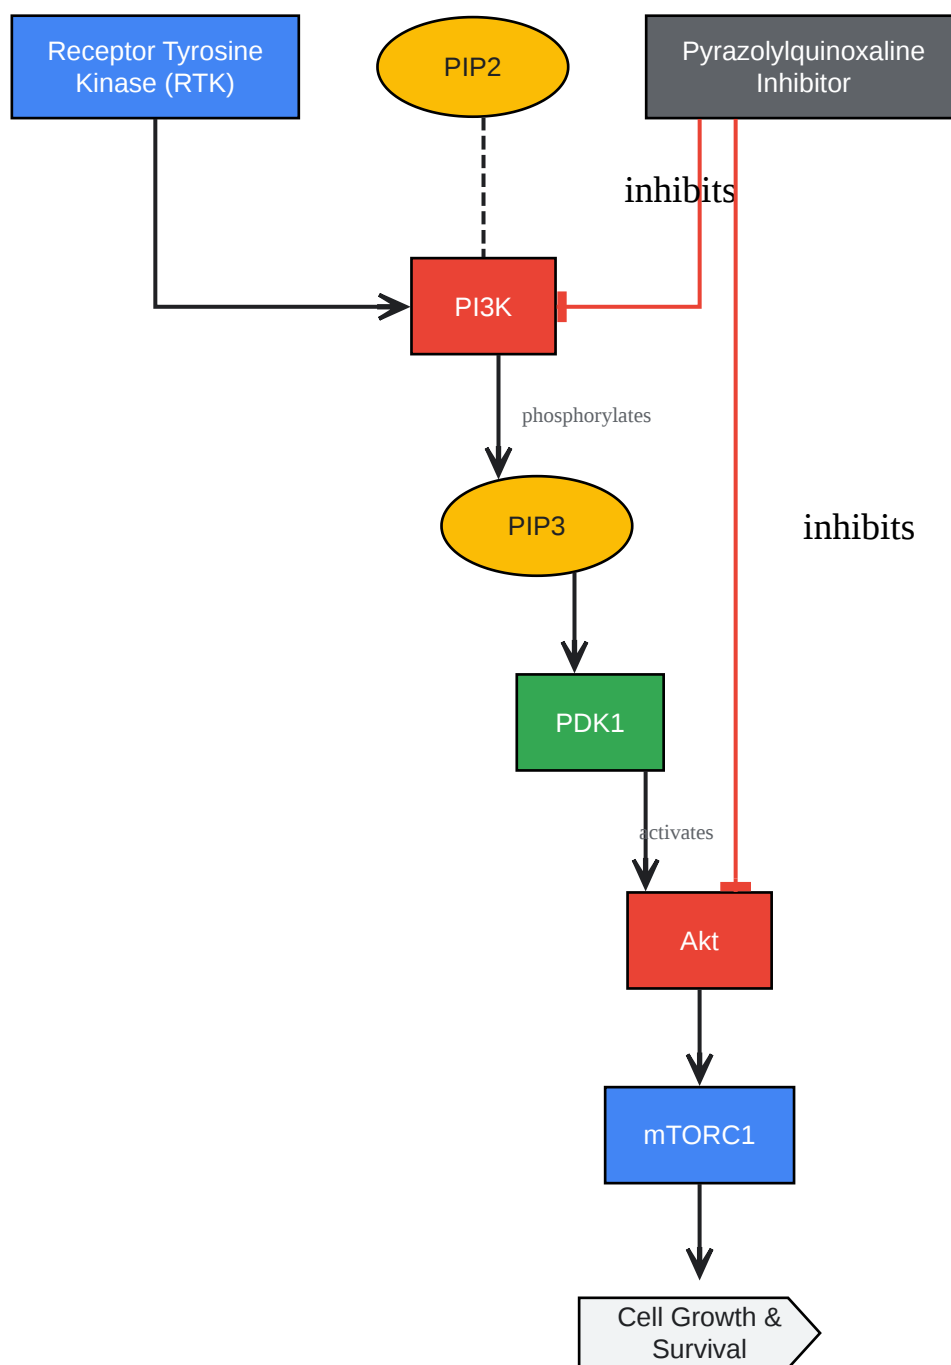 Receptor Tyrosine
Kinase (RTK)
PIP2
Pyrazolylquinoxaline
Inhibitor
inhibits
PI3K
phosphorylates
PIP3
inhibits
PDK1
activates
Akt
mTORC1
Cell Growth &
Survival